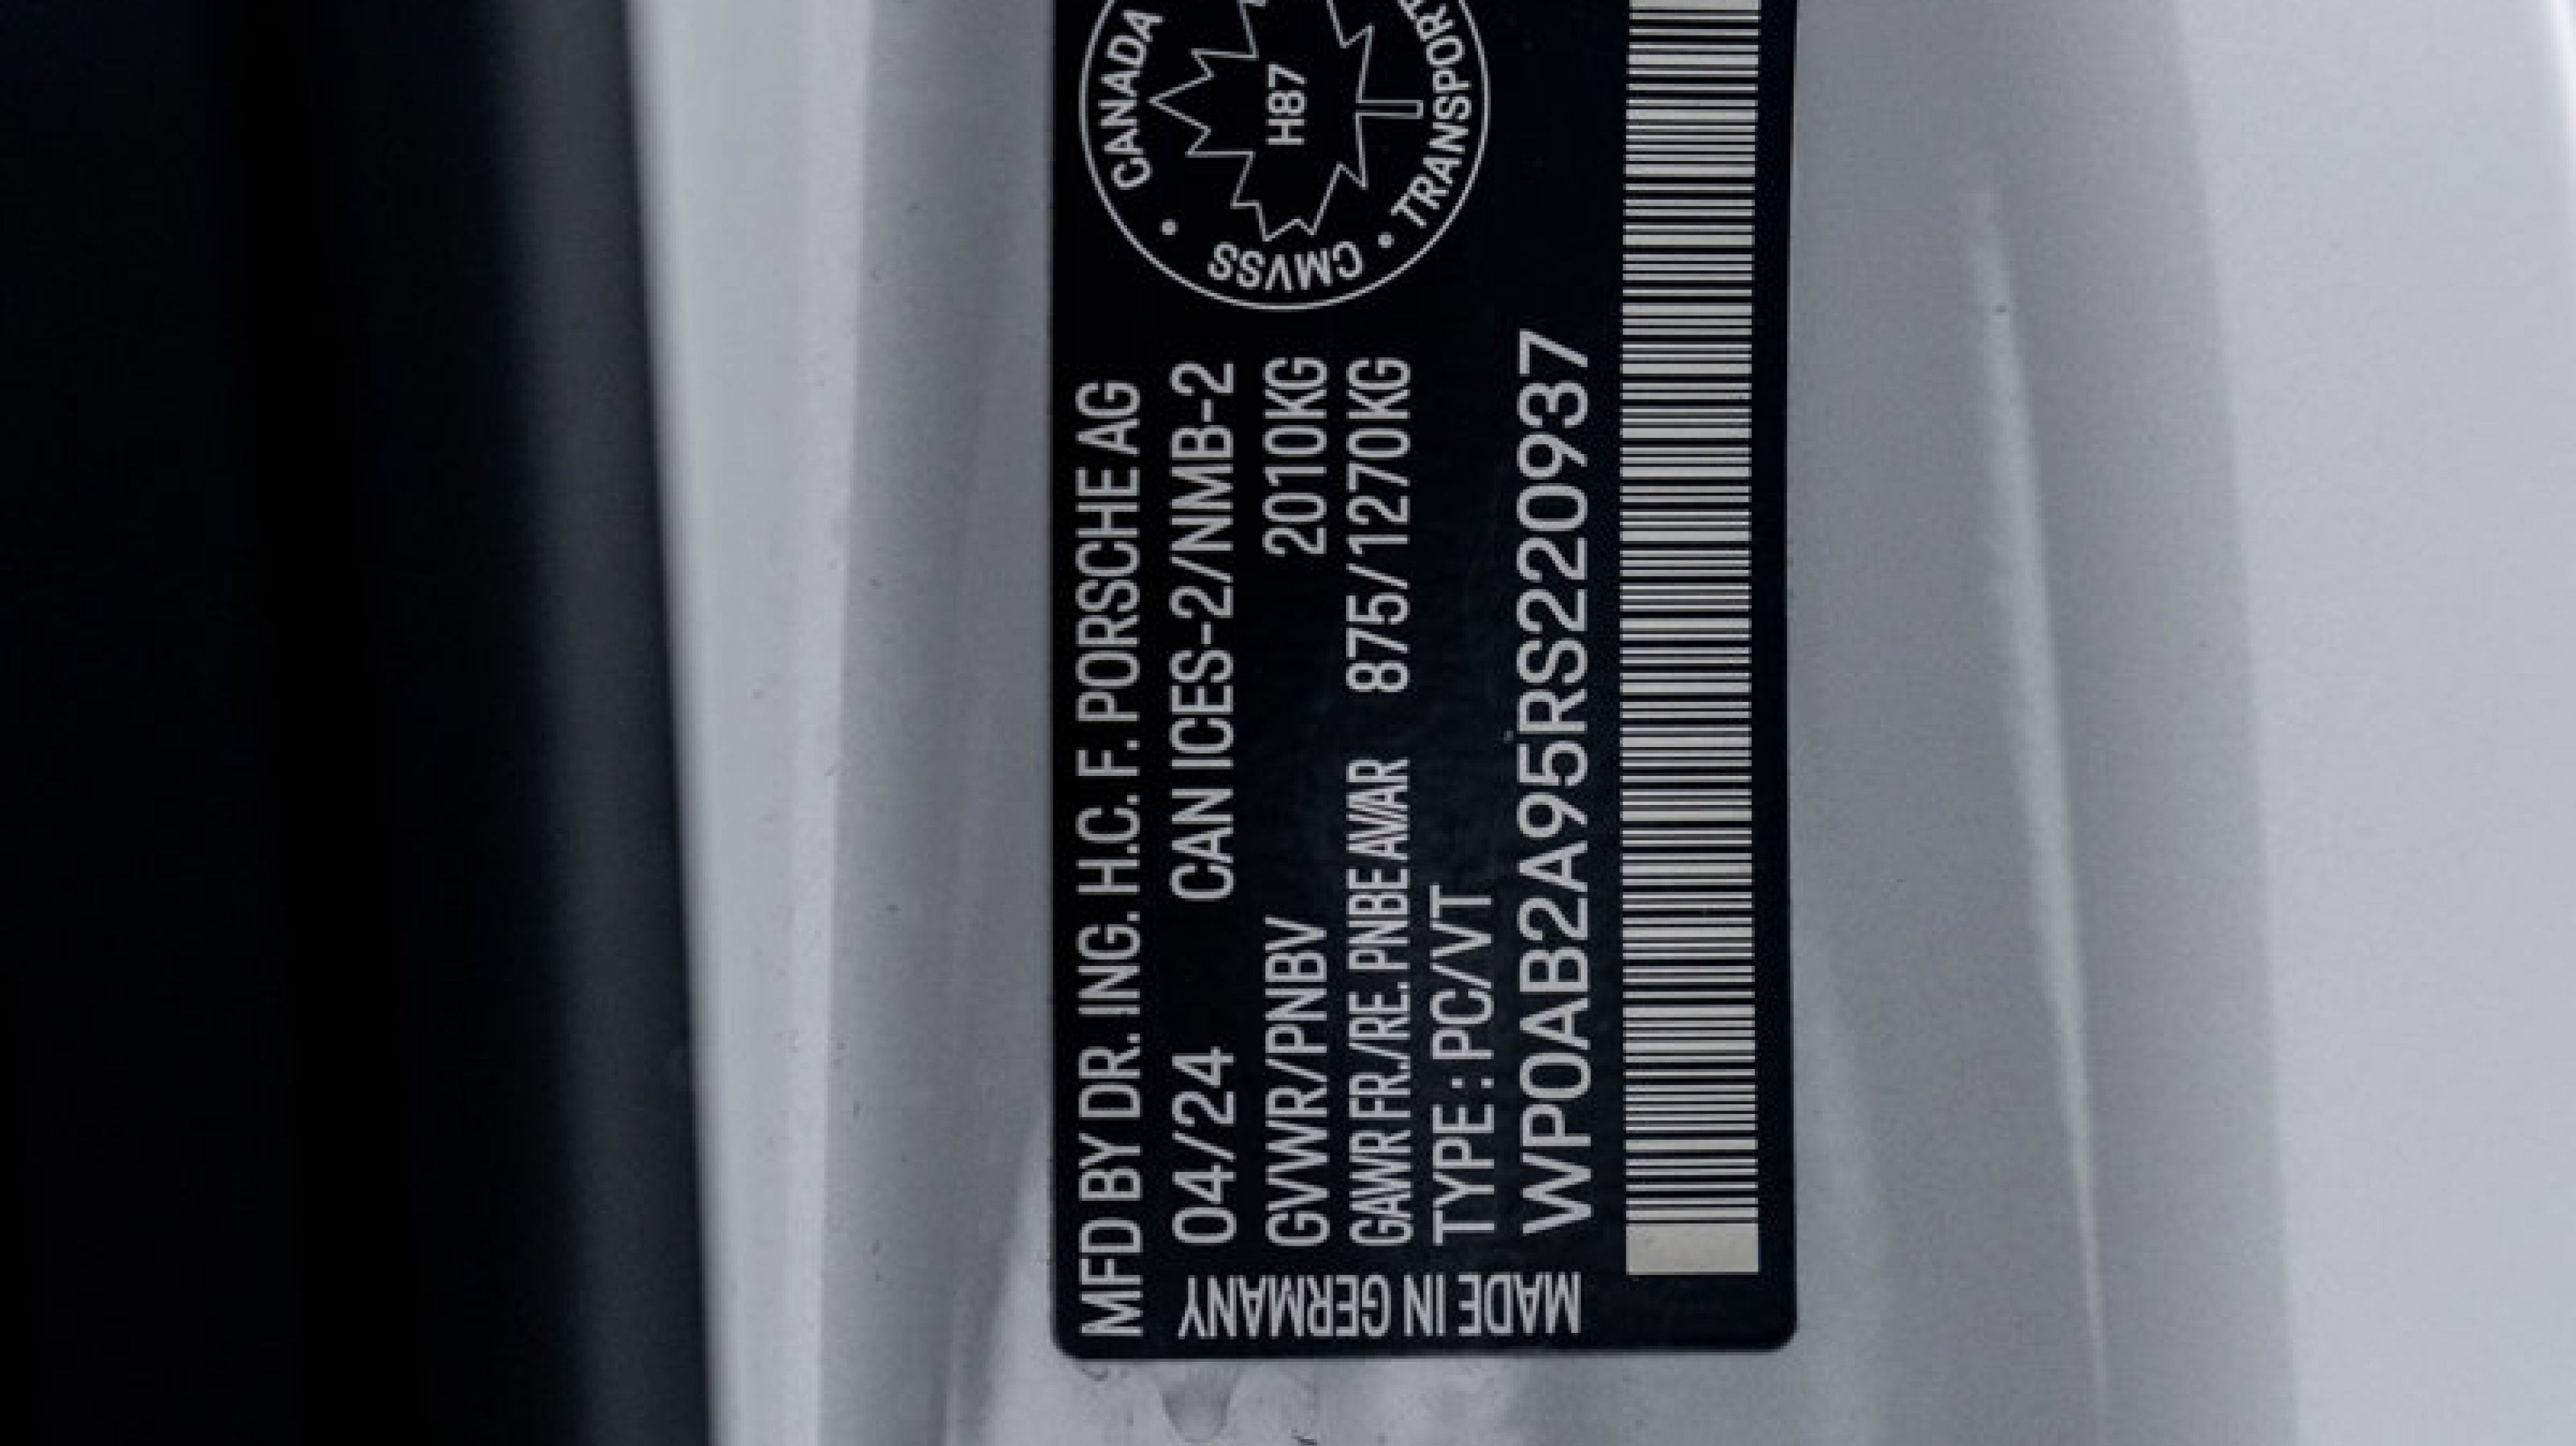 MFD BY DR. ING. H.C. F. PORSCHE AG
04/24 CAN ICES-2/NMB-2
GVWR/PNBV 2010KG
GAWR FR./RE. PNBE AV/AR 875/1270KG
TYPE : PC/VT
WP0AB2A95RS220937
MADE IN GERMANY
CANADA
H87
CMVSS • TRANSPORT